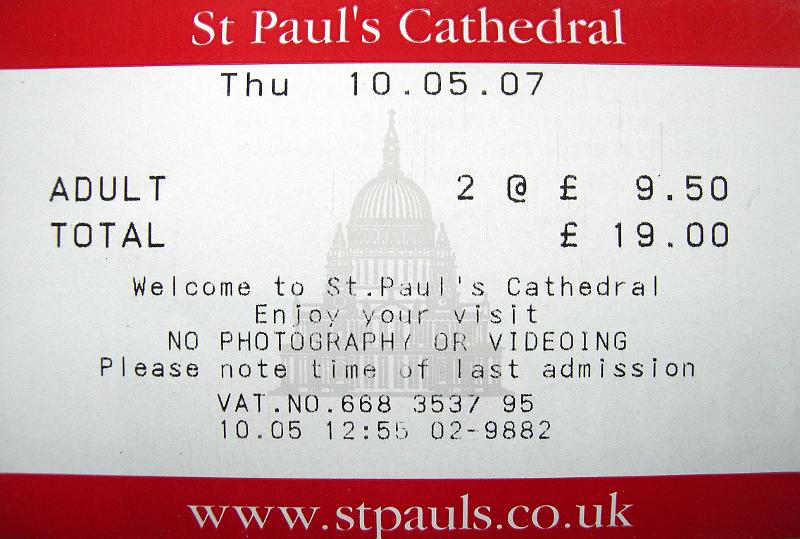 St Paul's Cathedral
Thu 10.05.07
ADULT 2 @ £ 9.50
TOTAL £ 19.00
Welcome to St.Paul's Cathedral
Enjoy your visit
NO PHOTOGRAPHY OR VIDEOING
Please note time of last admission
VAT.NO.668 3537 95
10.05 12:55 02-9882
www.stpauls.co.uk